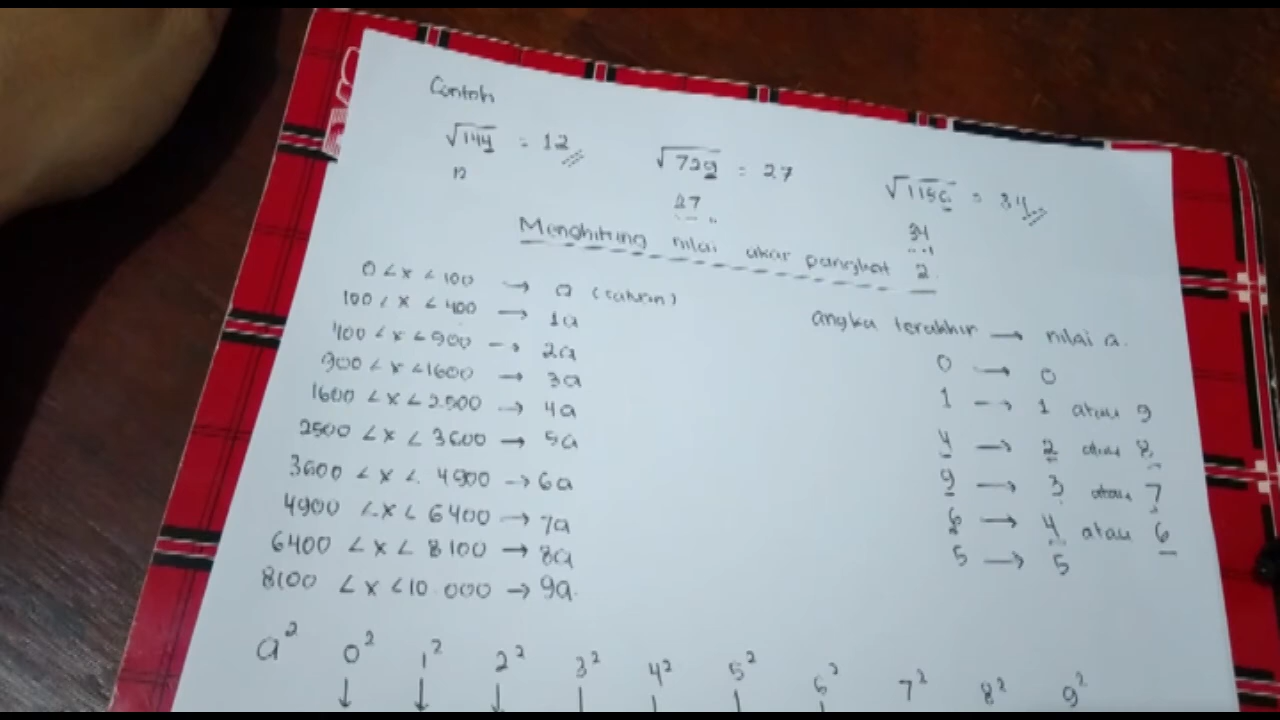 Contoh
√144 = 12
12
√729 = 27
27
√1156 = 34
34
Menghitung nilai akar pangkat 2.
0 < x < 100 → a (satuan)
100 < x < 400 → 1a
400 < x < 900 → 2a
900 < x < 1600 → 3a
1600 < x < 2500 → 4a
2500 < x < 3600 → 5a
3600 < x < 4900 → 6a
4900 < x < 6400 → 7a
6400 < x < 8100 → 8a
8100 < x < 10.000 → 9a.
angka terakhir → nilai a.
0 → 0
1 → 1 atau 9
4 → 2 atau 8
9 → 3 atau 7
6 → 4 atau 6
5 → 5
a² 0² 1² 2² 3² 4² 5² 6² 7² 8² 9²
↓ ↓ ↓